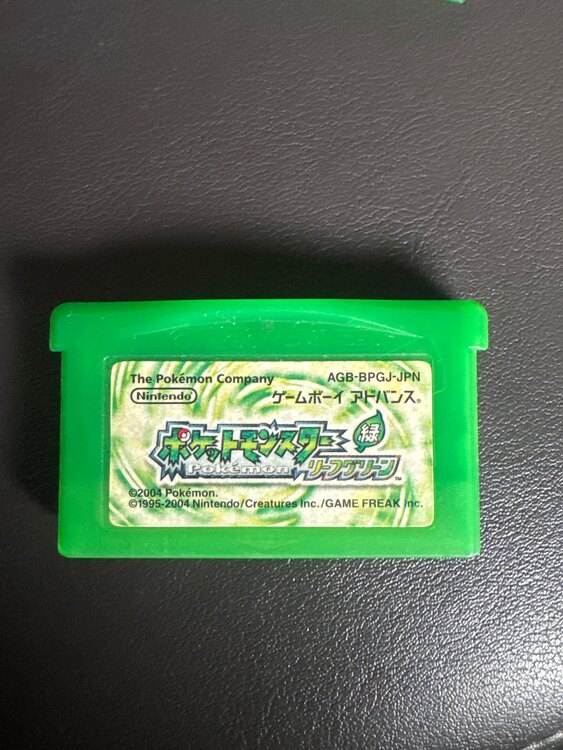 The Pokémon Company
AGB-BPGJ-JPN
Nintendo
ゲームボーイ アドバンス®
ポケットモンスター 緑
Pokémon リーフグリーン™
©2004 Pokémon.
©1995-2004 Nintendo/Creatures Inc./GAME FREAK inc.